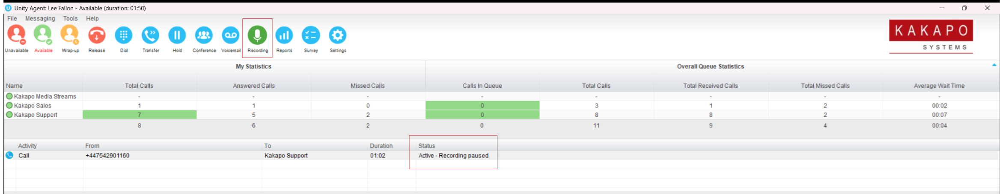 Unity Agent: Lee Fallon - Available (duration: 01:50)
File Messaging Tools Help
Unavailable Available Wrap-up Release Dial Transfer Hold Conference Voicemail Recording Reports Survey Settings
KAKAPO
SYSTEMS
My Statistics Overall Queue Statistics
Name Total Calls Answered Calls Missed Calls Calls In Queue Total Calls Total Received Calls Total Missed Calls Average Wait Time
Kakapo Media Streams - - - - - - - -
Kakapo Sales 1 1 0 0 3 1 2 00:02
Kakapo Support 7 5 2 0 8 8 2 00:07
8 6 2 0 11 9 4 00:04
Activity From To Duration Status
Call +447542901160 Kakapo Support 01:02 Active - Recording paused